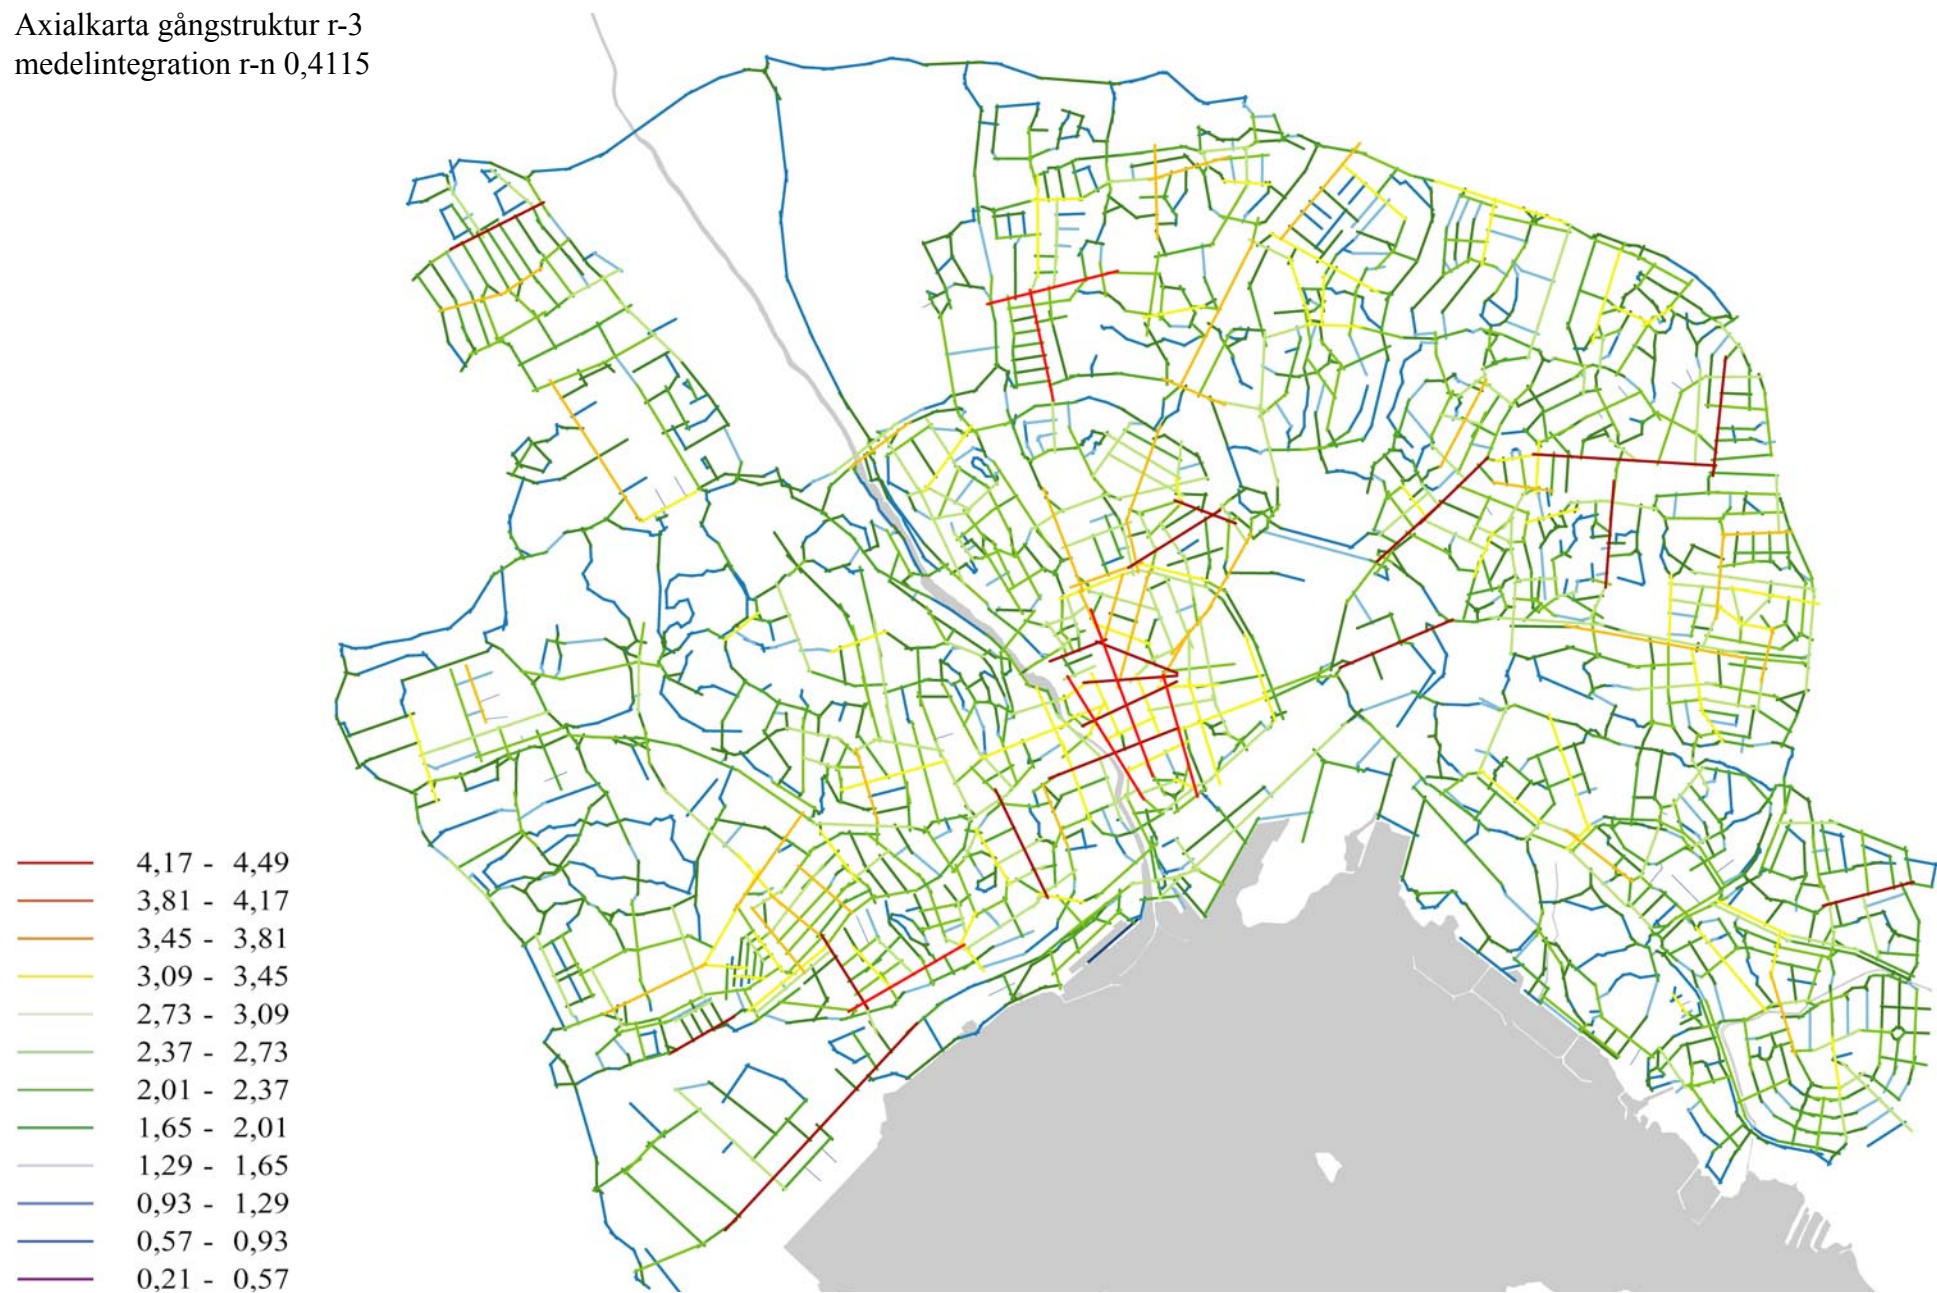 Axialkarta gångstruktur r-3
medelintegration r-n 0,4115
4,17 - 4,49
3,81 - 4,17
3,45 - 3,81
3,09 - 3,45
2,73 - 3,09
2,37 - 2,73
2,01 - 2,37
1,65 - 2,01
1,29 - 1,65
0,93 - 1,29
0,57 - 0,93
0,21 - 0,57